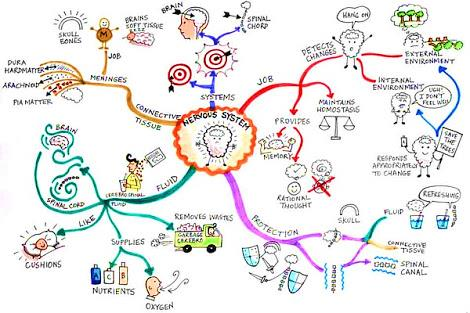 NERVOUS SYSTEM
SKULL BONES
M
BRAINS
SOFT TISSUE
JOB
DURA
HARDMATTER
ARACHNOID
PIA MATTER
MENINGES
CONNECTIVE
TISSUE
BRAIN
SPINAL
CHORD
SYSTEMS
JOB
DETECTS
CHANGES
HANG ON
EXTERNAL
ENVIRONMENT
INTERNAL
ENVIRONMENT
UGH!
I DON'T
FEEL WELL
SAVE
THE
TREES
RESPONDS
APPROPRIATELY
TO CHANGE
MAINTAINS
HOMOSTASIS
PROVIDES
MEMORY
RATIONAL
THOUGHT
BRAIN
SPINAL CORD
CEREBROSPINAL
FLUID
FLUID
LIKE
CUSHIONS
SUPPLIES
A
C
B
NUTRIENTS
OXYGEN
REMOVES WASTES
GARBAGE
CEREBRO
PROTECTION
SKULL
FLUID
REFRESHING
CONNECTIVE
TISSUE
SPINAL
CANAL